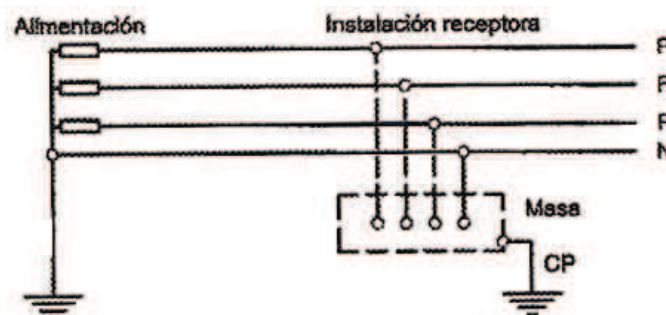 Alimentación
Instalación receptora
F
F
F
N
Masa
CP